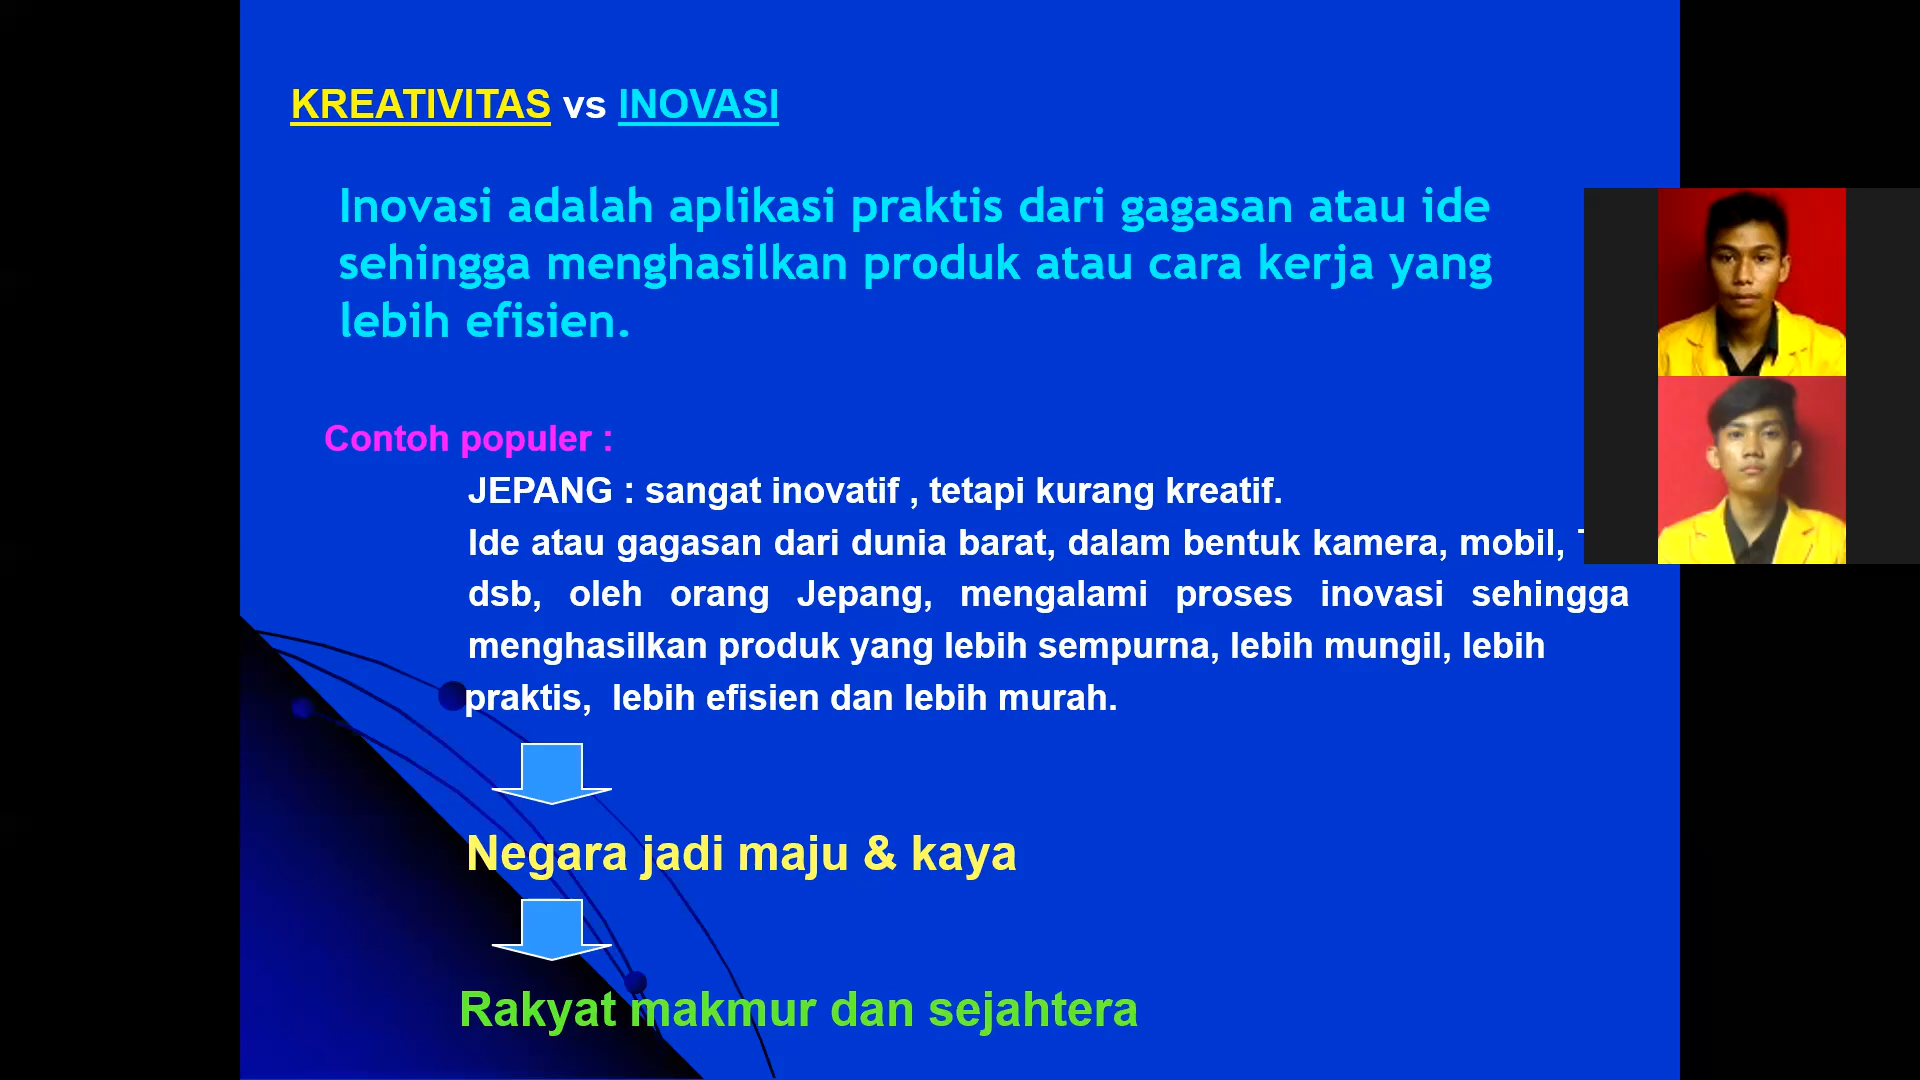 KREATIVITAS vs INOVASI
Inovasi adalah aplikasi praktis dari gagasan atau ide
sehingga menghasilkan produk atau cara kerja yang
lebih efisien.
Contoh populer :
JEPANG : sangat inovatif , tetapi kurang kreatif.
Ide atau gagasan dari dunia barat, dalam bentuk kamera, mobil,
dsb, oleh orang Jepang, mengalami proses inovasi sehingga
menghasilkan produk yang lebih sempurna, lebih mungil, lebih
praktis, lebih efisien dan lebih murah.
Negara jadi maju & kaya
Rakyat makmur dan sejahtera